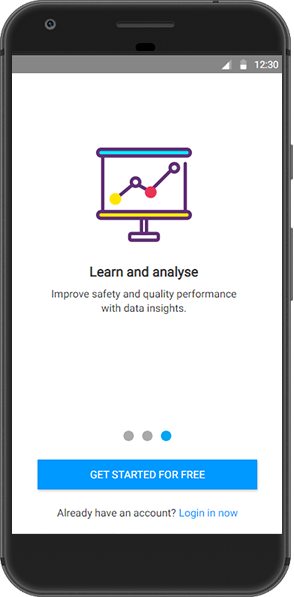 12:30
Learn and analyse
Improve safety and quality performance
with data insights.
GET STARTED FOR FREE
Already have an account? Login in now